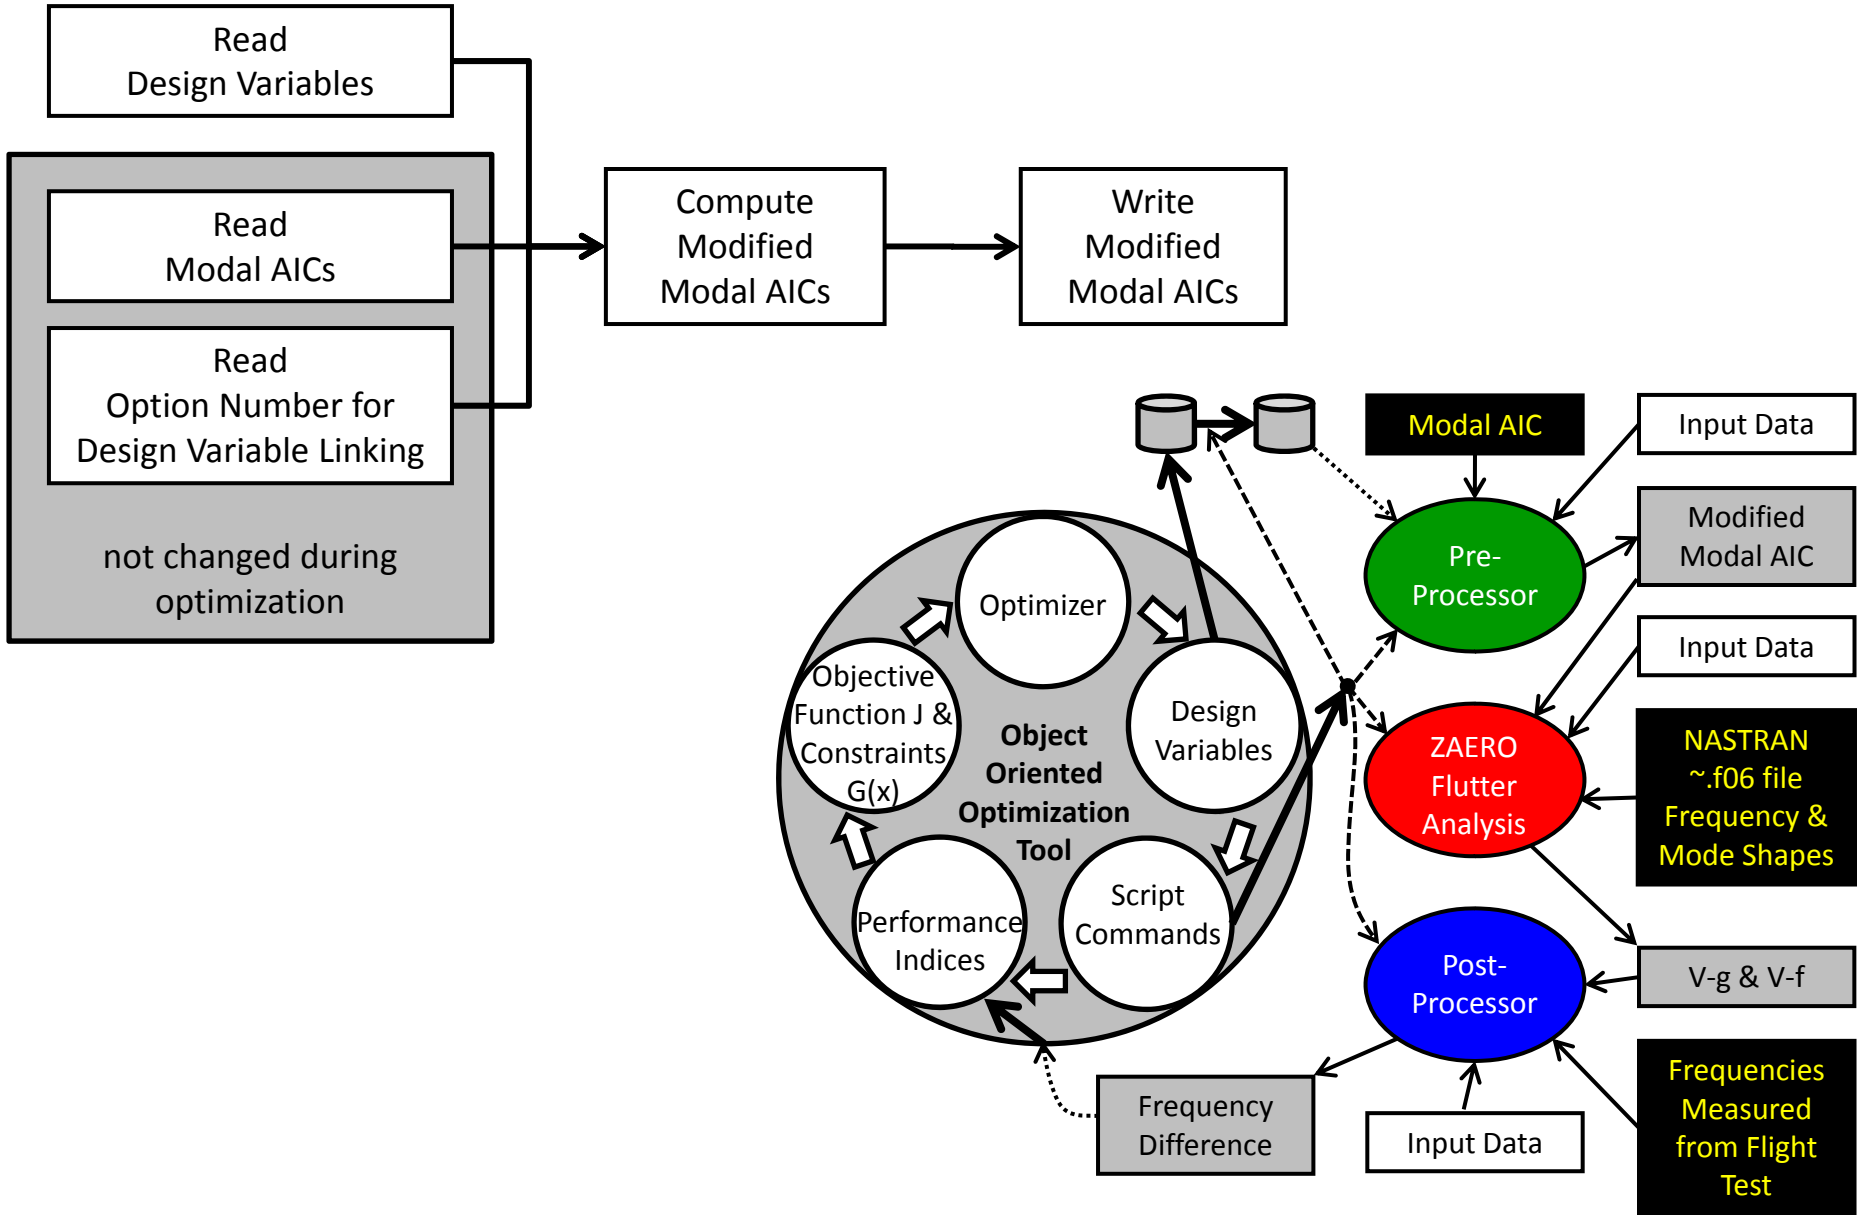 Read
Design Variables
Read
Modal AICs
Read
Option Number for
Design Variable Linking
not changed during
optimization
Compute
Modified
Modal AICs
Write
Modified
Modal AICs
Optimizer
Design
Variables
Script
Commands
Performance
Indices
Objective
Function J &
Constraints
G(x)
Object
Oriented
Optimization
Tool
Modal AIC
Input Data
Pre-
Processor
Modified
Modal AIC
Input Data
ZAERO
Flutter
Analysis
NASTRAN
~.f06 file
Frequency &
Mode Shapes
Post-
Processor
V-g & V-f
Frequency
Difference
Input Data
Frequencies
Measured
from Flight
Test